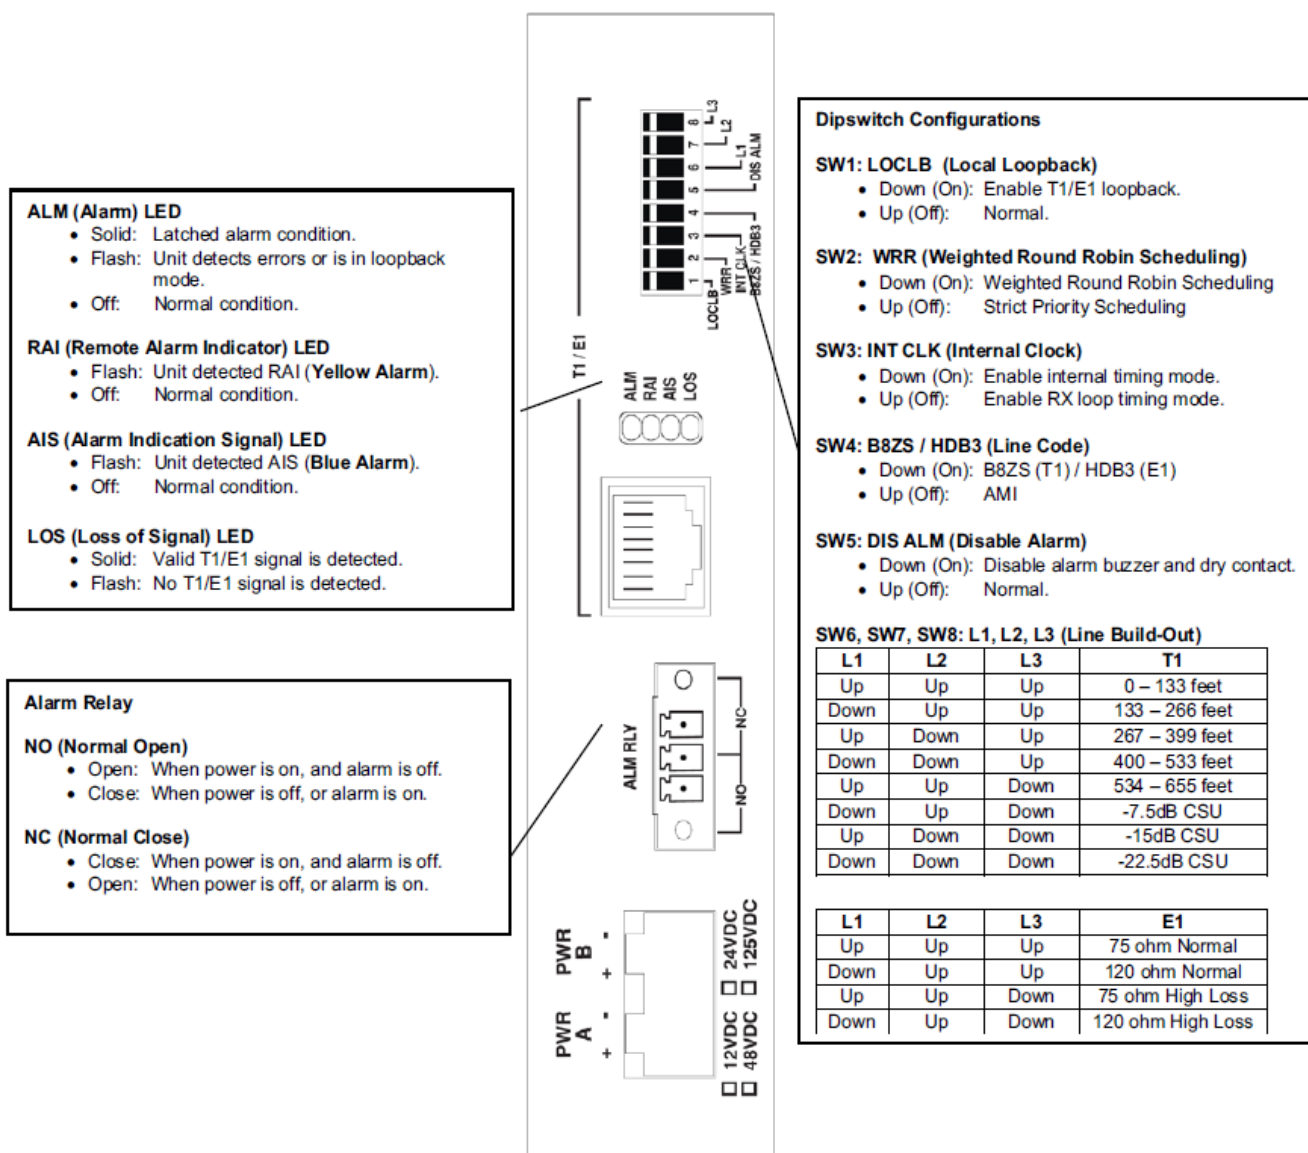 ALM (Alarm) LED
• Solid: Latched alarm condition.
• Flash: Unit detects errors or is in loopback
mode.
• Off: Normal condition.
RAI (Remote Alarm Indicator) LED
• Flash: Unit detected RAI (Yellow Alarm).
• Off: Normal condition.
AIS (Alarm Indication Signal) LED
• Flash: Unit detected AIS (Blue Alarm).
• Off: Normal condition.
LOS (Loss of Signal) LED
• Solid: Valid T1/E1 signal is detected.
• Flash: No T1/E1 signal is detected.
Alarm Relay
NO (Normal Open)
• Open: When power is on, and alarm is off.
• Close: When power is off, or alarm is on.
NC (Normal Close)
• Close: When power is on, and alarm is off.
• Open: When power is off, or alarm is on.
T1 / E1
1 2 3 4 5 6 7 8
LOCLB
WRR
INT CLK
B8ZS / HDB3
DIS ALM
L1
L2
L3
ALM
RAI
AIS
LOS
ALM RLY
NC
NO
PWR
B
- +
PWR
A
- +
24VDC
125VDC
12VDC
48VDC
Dipswitch Configurations
SW1: LOCLB (Local Loopback)
• Down (On): Enable T1/E1 loopback.
• Up (Off): Normal.
SW2: WRR (Weighted Round Robin Scheduling)
• Down (On): Weighted Round Robin Scheduling
• Up (Off): Strict Priority Scheduling
SW3: INT CLK (Internal Clock)
• Down (On): Enable internal timing mode.
• Up (Off): Enable RX loop timing mode.
SW4: B8ZS / HDB3 (Line Code)
• Down (On): B8ZS (T1) / HDB3 (E1)
• Up (Off): AMI
SW5: DIS ALM (Disable Alarm)
• Down (On): Disable alarm buzzer and dry contact.
• Up (Off): Normal.
SW6, SW7, SW8: L1, L2, L3 (Line Build-Out)
L1 L2 L3 T1
Up Up Up 0 – 133 feet
Down Up Up 133 – 266 feet
Up Down Up 267 – 399 feet
Down Down Up 400 – 533 feet
Up Up Down 534 – 655 feet
Down Up Down -7.5dB CSU
Up Down Down -15dB CSU
Down Down Down -22.5dB CSU
L1 L2 L3 E1
Up Up Up 75 ohm Normal
Down Up Up 120 ohm Normal
Up Up Down 75 ohm High Loss
Down Up Down 120 ohm High Loss